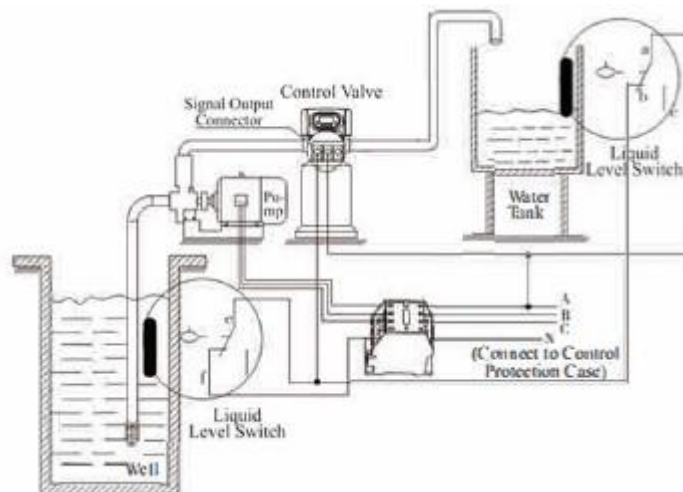 Control Valve
Signal Output
Connector
a
b
c
Liquid
Level Switch
Po-
mp
Water
Tank
A
B
C
N
(Connect to Control
Protection Case)
e
f
Liquid
Level Switch
Well